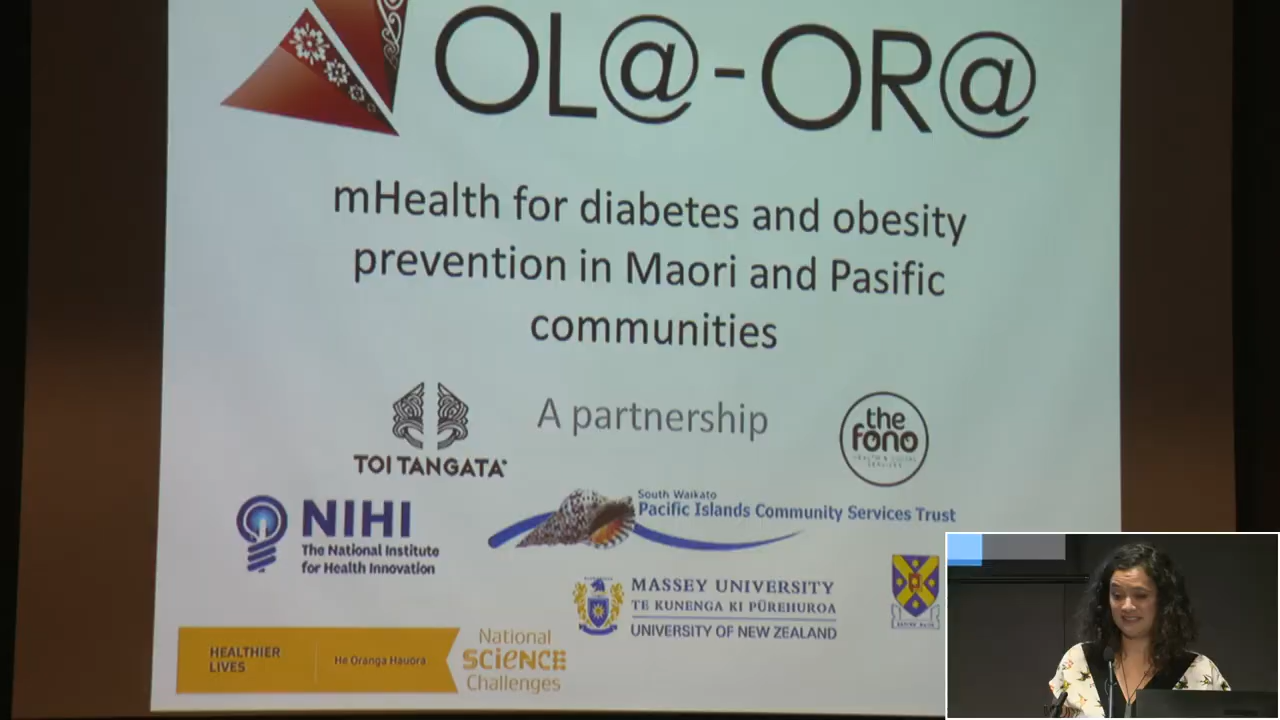 OL@-OR@
mHealth for diabetes and obesity
prevention in Maori and Pasific
communities
A partnership
TOI TANGATA
the
fono
HEALTH & SOCIAL
SERVICES
NIHI
The National Institute
for Health Innovation
South Waikato
Pacific Islands Community Services Trust
MASSEY UNIVERSITY
TE KUNENGA KI PŪREHUROA
UNIVERSITY OF NEW ZEALAND
HEALTHIER
LIVES
He Oranga Hauora
National
SCiENCE
Challenges